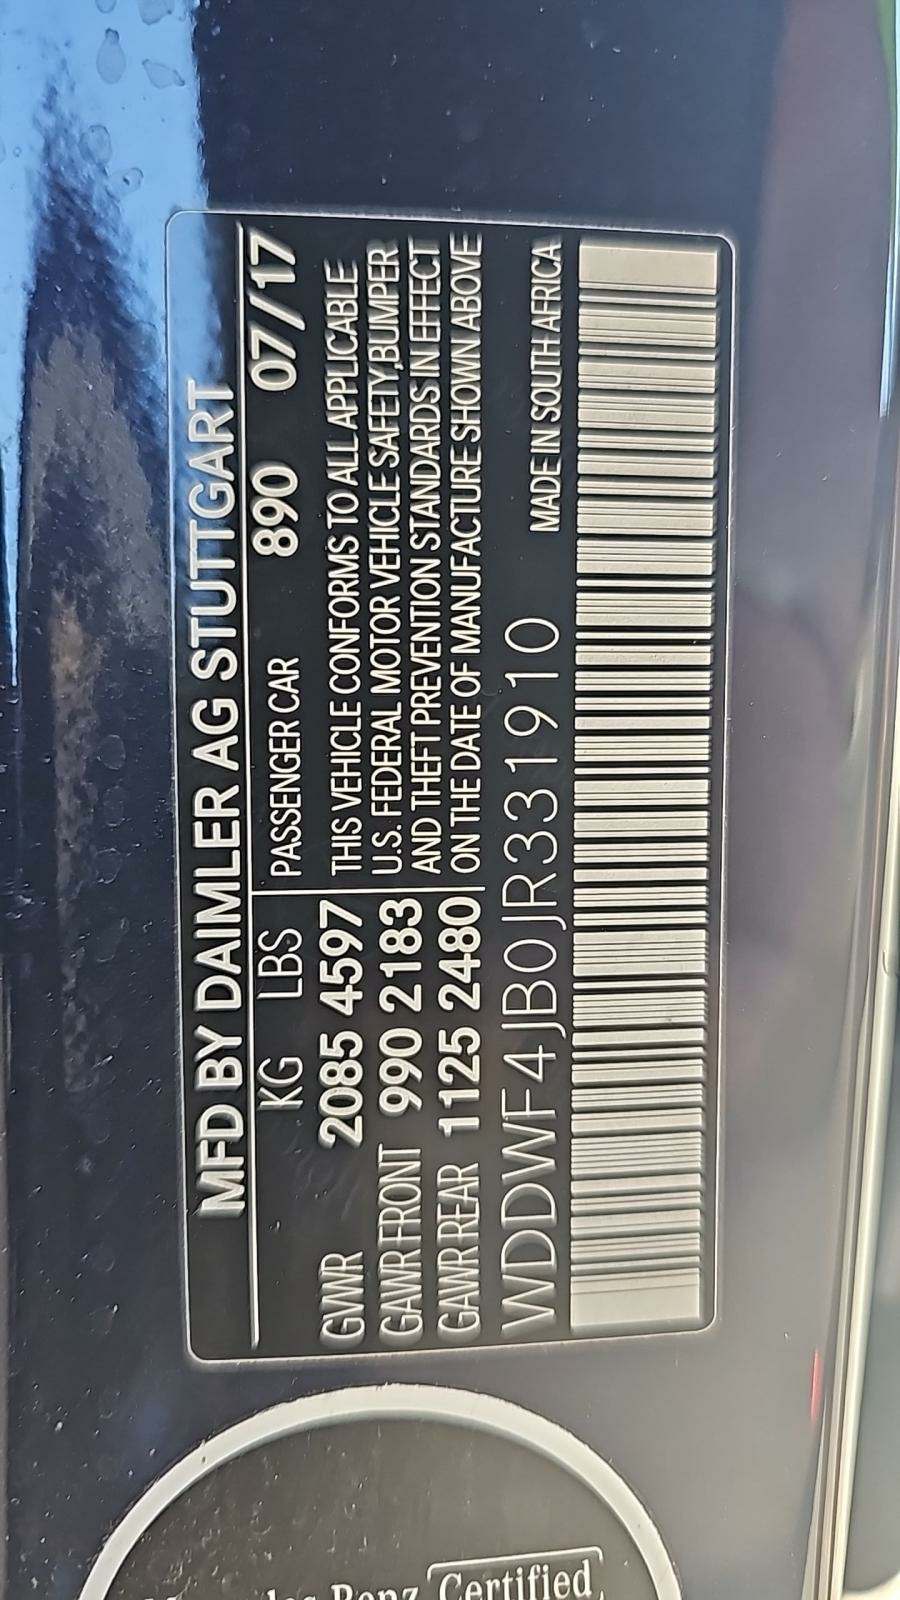 MFD BY DAIMLER AG STUTTGART
KG LBS PASSENGER CAR 890 07/17
GVWR 2085 4597 THIS VEHICLE CONFORMS TO ALL APPLICABLE
GAWR FRONT 990 2183 U.S. FEDERAL MOTOR VEHICLE SAFETY,BUMPER
GAWR REAR 1125 2480 AND THEFT PREVENTION STANDARDS IN EFFECT
ON THE DATE OF MANUFACTURE SHOWN ABOVE
WDDWF4JB0JR331910 MADE IN SOUTH AFRICA
Certified